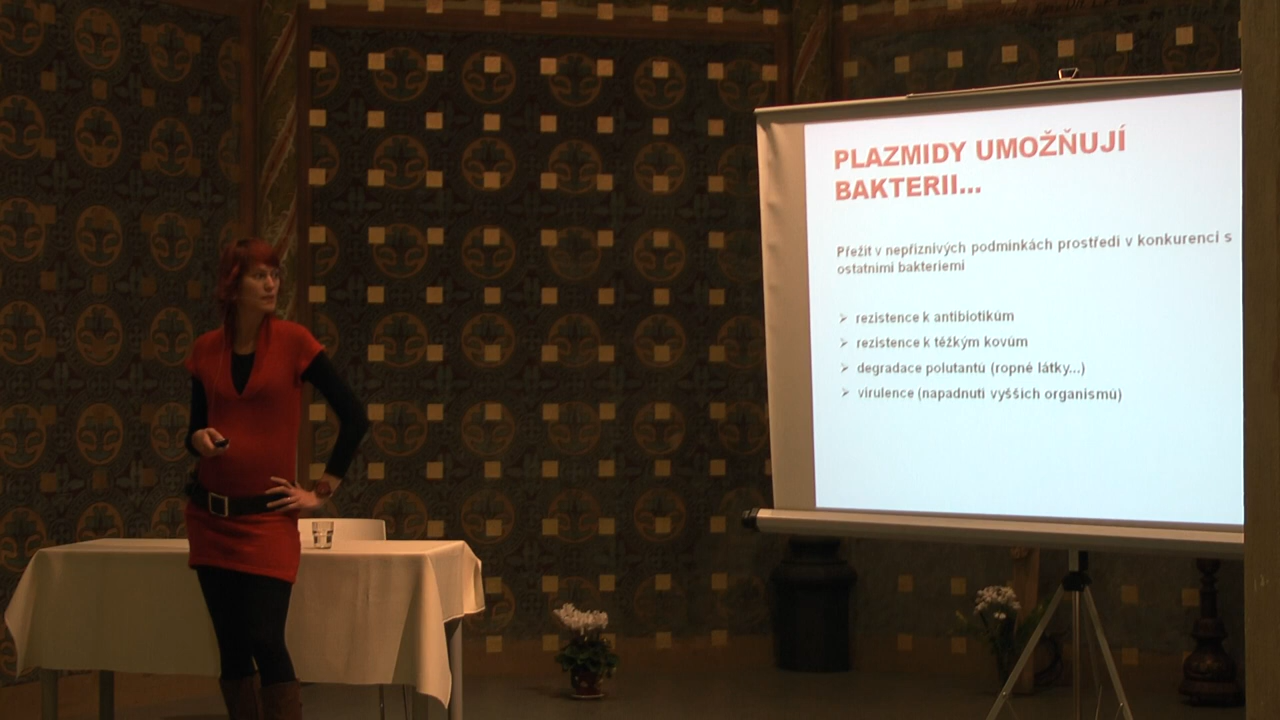 PLAZMIDY UMOŽŇUJÍ
BAKTERII...
Přežít v nepříznivých podmínkách prostředí v konkurenci s
ostatními bakteriemi
➢ rezistence k antibiotikům
➢ rezistence k těžkým kovům
➢ degradace polutantů (ropné látky...)
➢ virulence (napadnutí vyšších organismů)